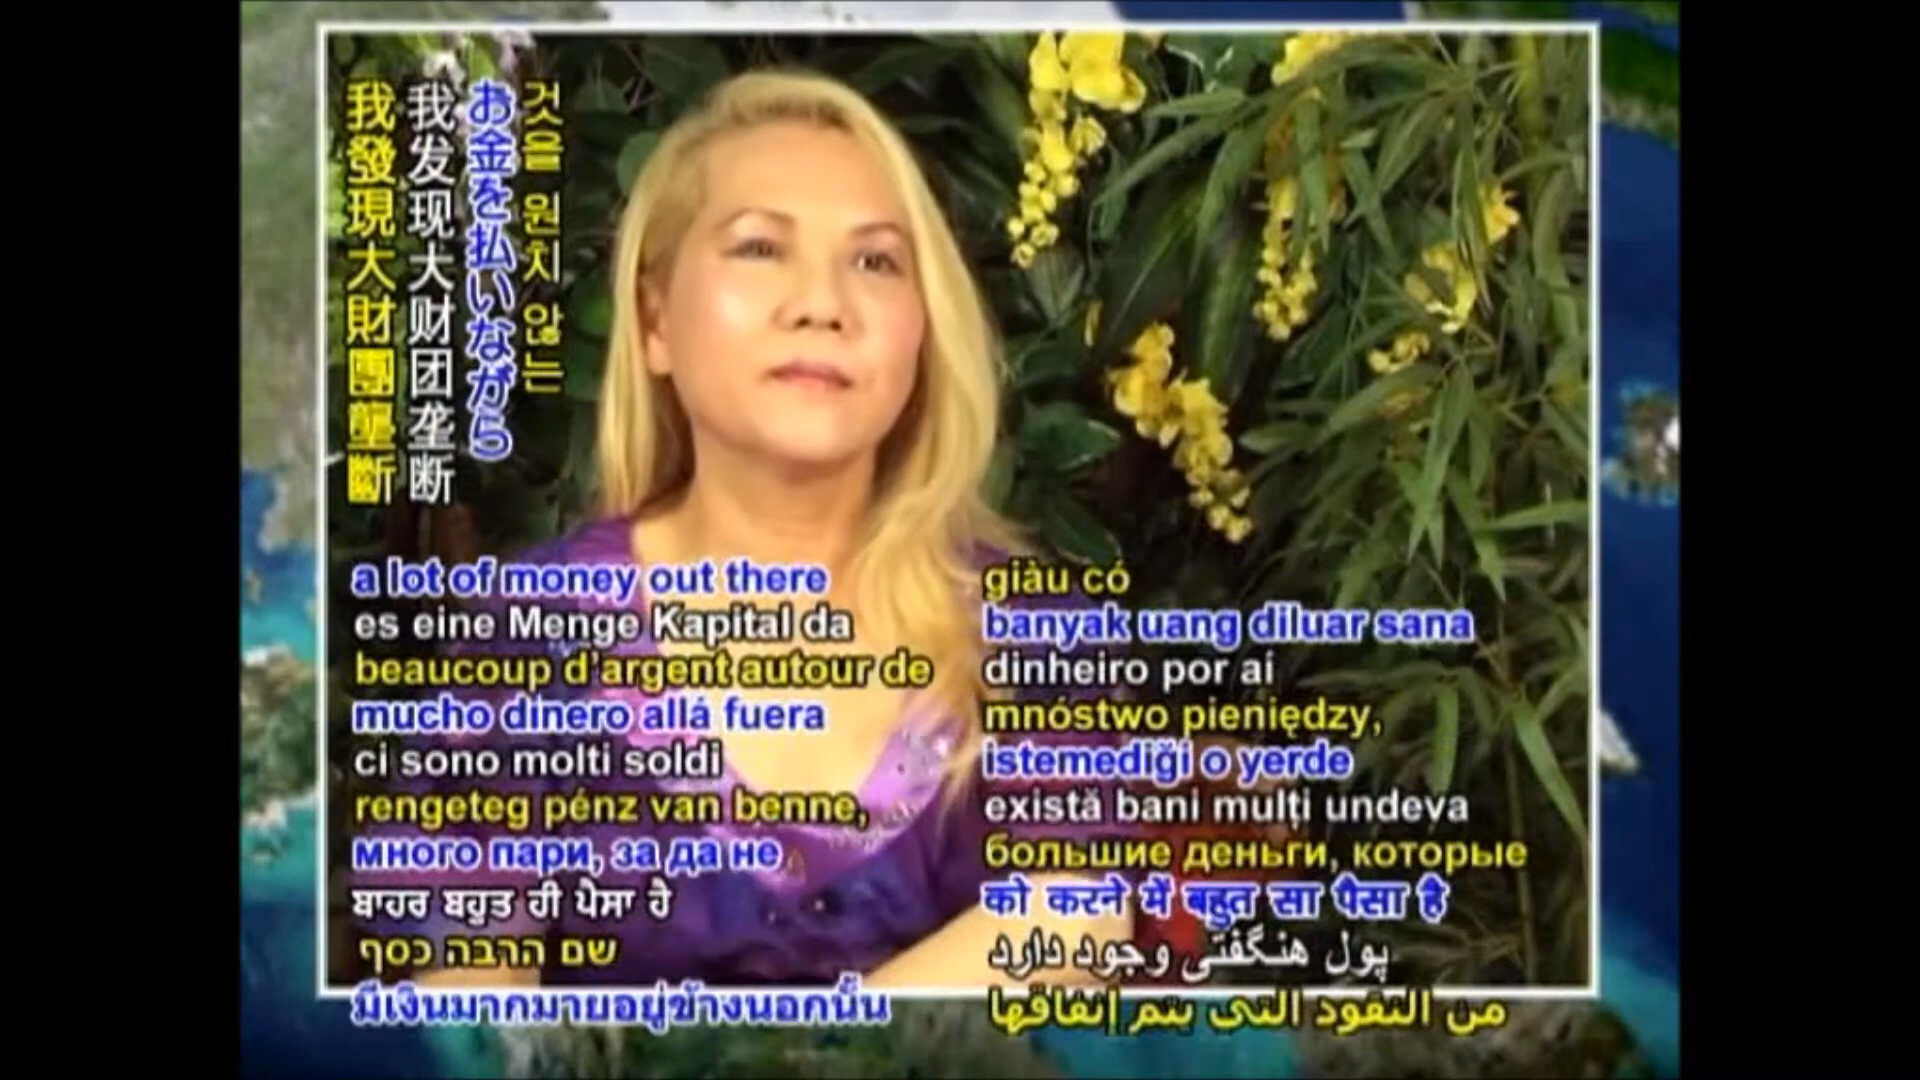 我發現大財團壟斷
我发现大财团垄断
お金を払いながら
것을 원치 않는
a lot of money out there
es eine Menge Kapital da
beaucoup d'argent autour de
mucho dinero allá fuera
ci sono molti soldi
rengeteg pénz van benne,
много пари, за да не
ਬਾਹਰ ਬਹੁਤ ਹੀ ਪੈਸਾ ਹੈ
שם הרבה כסף
มีเงินมากมายอยู่ข้างนอกนั้น
giàu có
banyak uang diluar sana
dinheiro por aí
mnóstwo pieniędzy,
istemediği o yerde
există bani mulți undeva
большие деньги, которые
को करने में बहुत सा पैसा है
پول هنگفتی وجود دارد
من النقود التي يتم إنفاقها